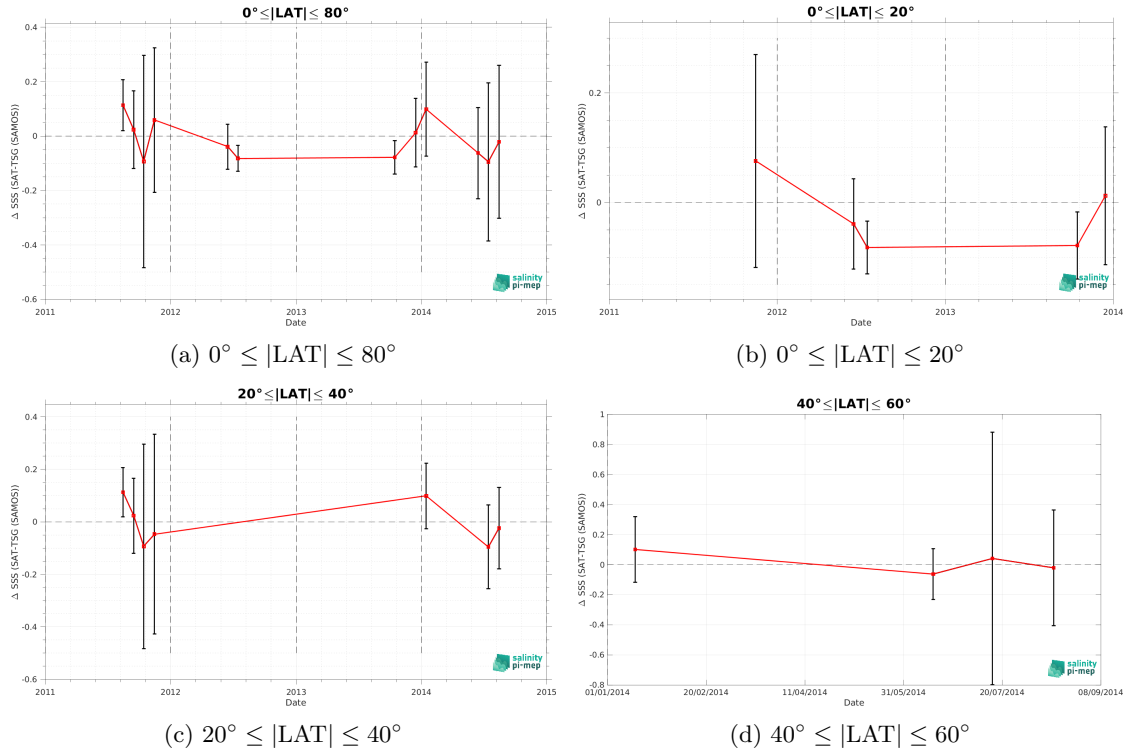 0°≤|LAT|≤ 80°
0.4
0.2
0
-0.2
-0.4
-0.6
Δ SSS (SAT-TSG (SAMOS))
2011
2012
2013
2014
2015
Date
salinity
pi-mep
(a) 0° ≤ |LAT| ≤ 80°
0°≤|LAT|≤ 20°
0.2
0
Δ SSS (SAT-TSG (SAMOS))
2011
2012
2013
2014
Date
salinity
pi-mep
(b) 0° ≤ |LAT| ≤ 20°
20°≤|LAT|≤ 40°
0.4
0.2
0
-0.2
-0.4
-0.6
Δ SSS (SAT-TSG (SAMOS))
2011
2012
2013
2014
2015
Date
salinity
pi-mep
(c) 20° ≤ |LAT| ≤ 40°
40°≤|LAT|≤ 60°
1
0.8
0.6
0.4
0.2
0
-0.2
-0.4
-0.6
-0.8
Δ SSS (SAT-TSG (SAMOS))
01/01/2014
20/02/2014
11/04/2014
31/05/2014
20/07/2014
08/09/2014
Date
salinity
pi-mep
(d) 40° ≤ |LAT| ≤ 60°